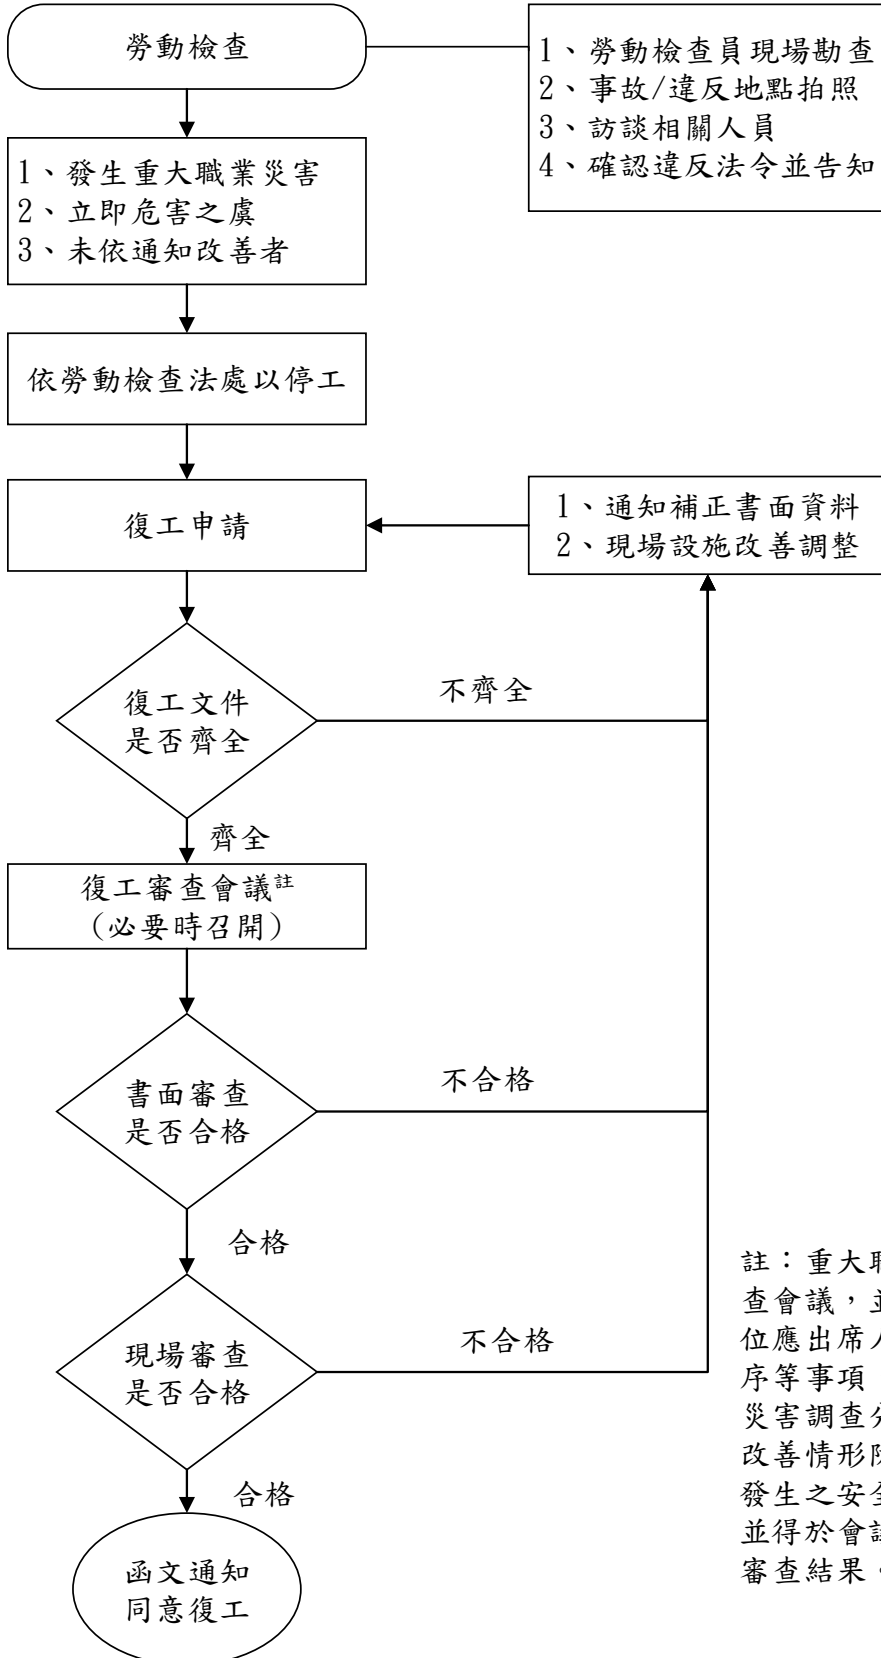 勞動檢查
1、勞動檢查員現場勘查
2、事故/違反地點拍照
3、訪談相關人員
4、確認違反法令並告知
1、發生重大職業災害
2、立即危害之虞
3、未依通知改善者
依勞動檢查法處以停工
復工申請
1、通知補正書面資料
2、現場設施改善調整
復工文件
是否齊全
不齊全
齊全
復工審查會議註
(必要時召開)
書面審查
是否合格
不合格
合格
現場審查
是否合格
不合格
合格
函文通知
同意復工
註：重大職
查會議，並
位應出席人
序等事項
災害調查分
改善情形防
發生之安全
並得於會議
審查結果。